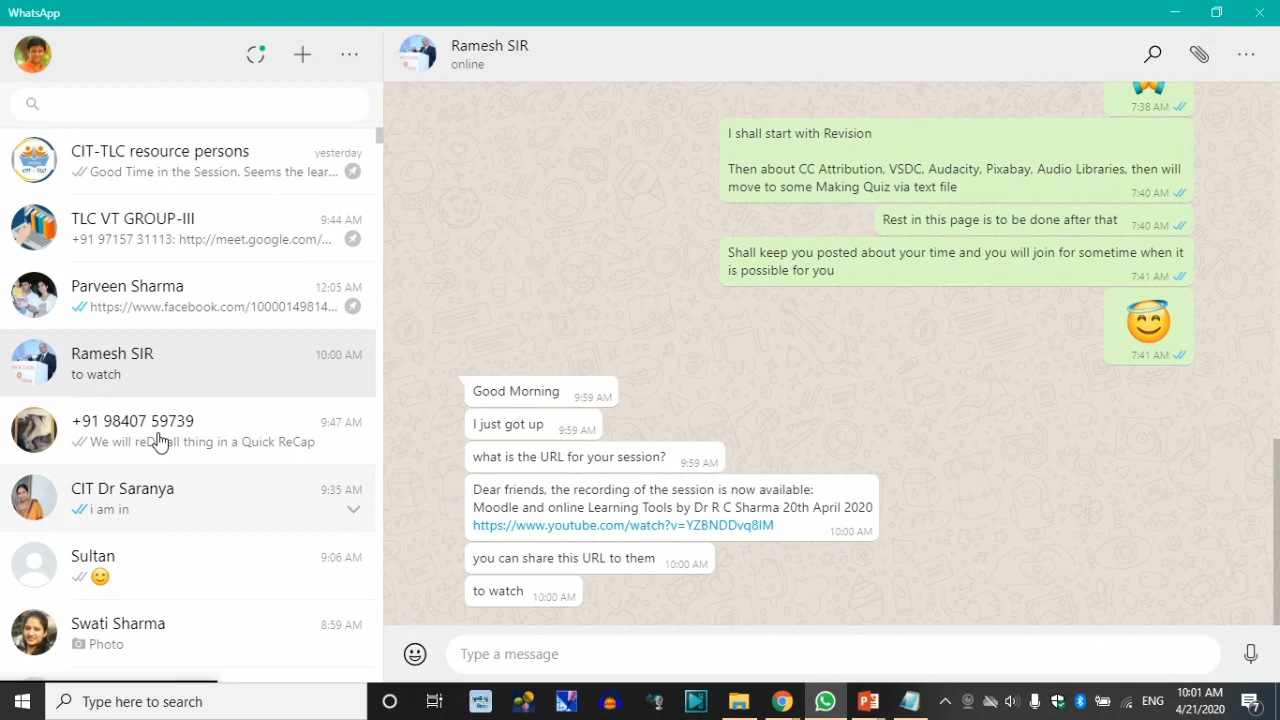 WhatsApp
CIT-TLC resource persons
yesterday
Good Time in the Session. Seems the lear...
TLC VT GROUP-III
9:44 AM
+91 97157 31113: http://meet.google.com/...
Parveen Sharma
12:05 AM
https://www.facebook.com/10000149814...
Ramesh SIR
10:00 AM
to watch
+91 98407 59739
9:47 AM
We will re all thing in a Quick ReCap
CIT Dr Saranya
9:35 AM
i am in
Sultan
9:06 AM
Swati Sharma
8:59 AM
Photo
Ramesh SIR
online
7:38 AM
I shall start with Revision
Then about CC Attribution, VSDC, Audacity, Pixabay, Audio Libraries, then will
move to some Making Quiz via text file
7:40 AM
Rest in this page is to be done after that
7:40 AM
Shall keep you posted about your time and you will join for sometime when it
is possible for you
7:41 AM
7:41 AM
Good Morning
9:59 AM
I just got up
9:59 AM
what is the URL for your session?
9:59 AM
Dear friends, the recording of the session is now available:
Moodle and online Learning Tools by Dr R C Sharma 20th April 2020
https://www.youtube.com/watch?v=YZBNDDvq8IM
10:00 AM
you can share this URL to them
10:00 AM
to watch
10:00 AM
Type a message
Type here to search
ENG
10:01 AM
4/21/2020
7